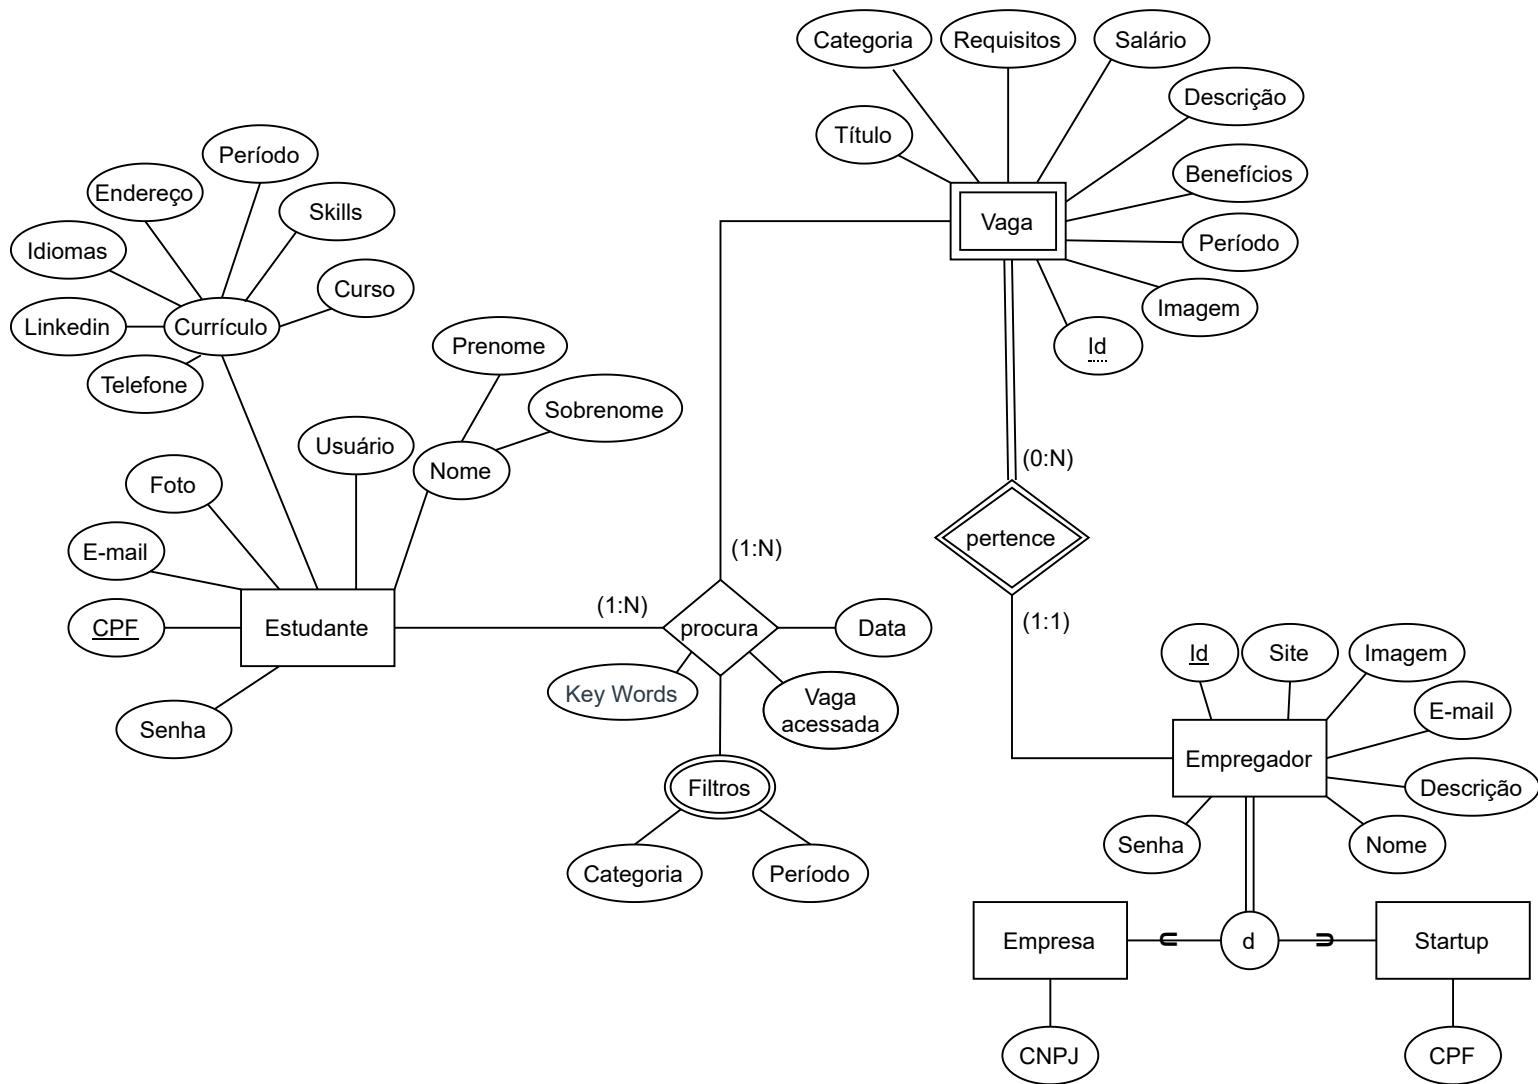 Categoria
Requisitos
Salário
Descrição
Título
Benefícios
Vaga
Período
Imagem
Id
Período
Endereço
Skills
Idiomas
Curso
Linkedin
Currículo
Telefone
Prenome
Sobrenome
Usuário
Nome
Foto
E-mail
CPF
Estudante
Senha
(0:N)
pertence
(1:1)
(1:N)
(1:N)
procura
Data
Key Words
Vaga
acessada
Filtros
Categoria
Período
Id
Site
Imagem
E-mail
Empregador
Descrição
Senha
Nome
Empresa
d
Startup
CNPJ
CPF